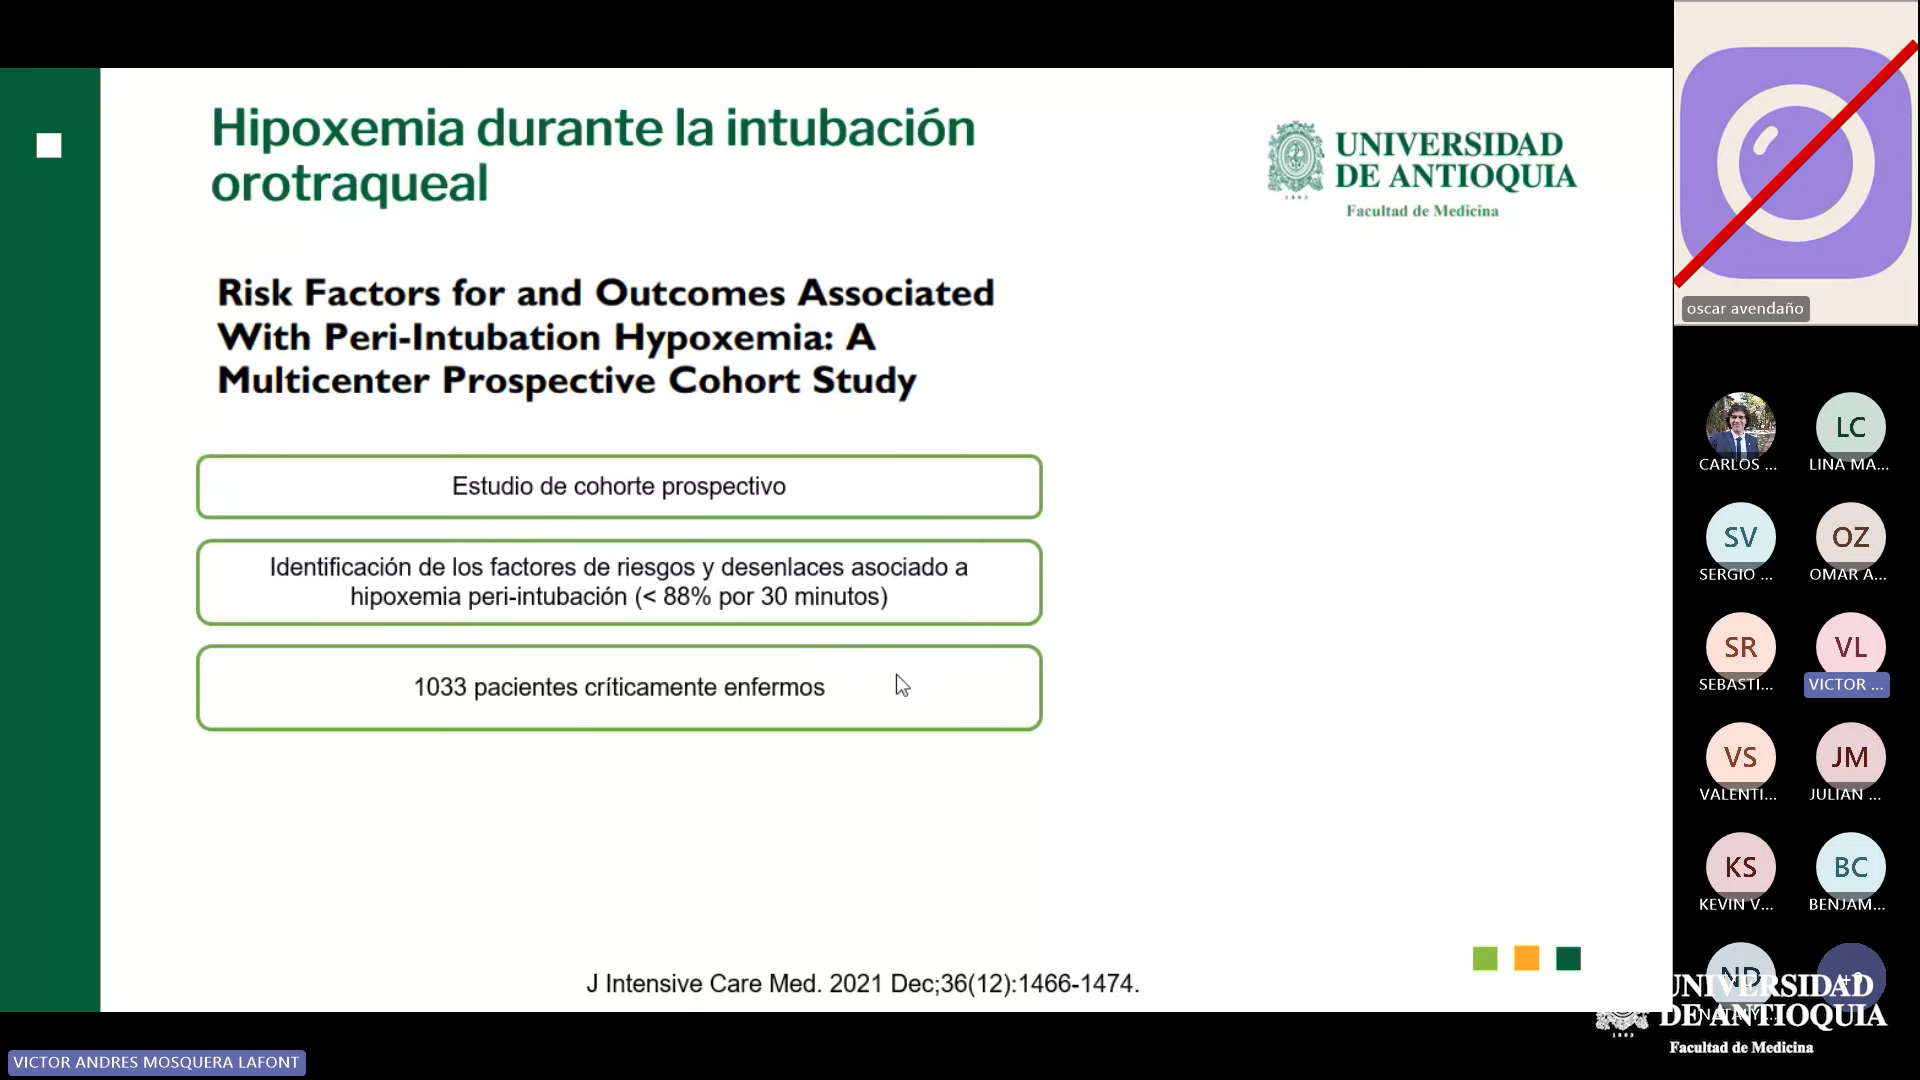 Hipoxemia durante la intubación
orotraqueal
UNIVERSIDAD
DE ANTIOQUIA
1803
Facultad de Medicina
Risk Factors for and Outcomes Associated
With Peri-Intubation Hypoxemia: A
Multicenter Prospective Cohort Study
Estudio de cohorte prospectivo
Identificación de los factores de riesgos y desenlaces asociado a
hipoxemia peri-intubación (< 88% por 30 minutos)
1033 pacientes críticamente enfermos
J Intensive Care Med. 2021 Dec;36(12):1466-1474.
oscar avendaño
CARLOS ...
LC
LINA MA...
SV
SERGIO ...
OZ
OMAR A...
SR
SEBASTI...
VL
VICTOR ...
VS
VALENTI...
JM
JULIAN ...
KS
KEVIN V...
BC
BENJAM...
ND
UNIVERSIDAD
DE ANTIOQUIA
1803
Facultad de Medicina
VICTOR ANDRES MOSQUERA LAFONT